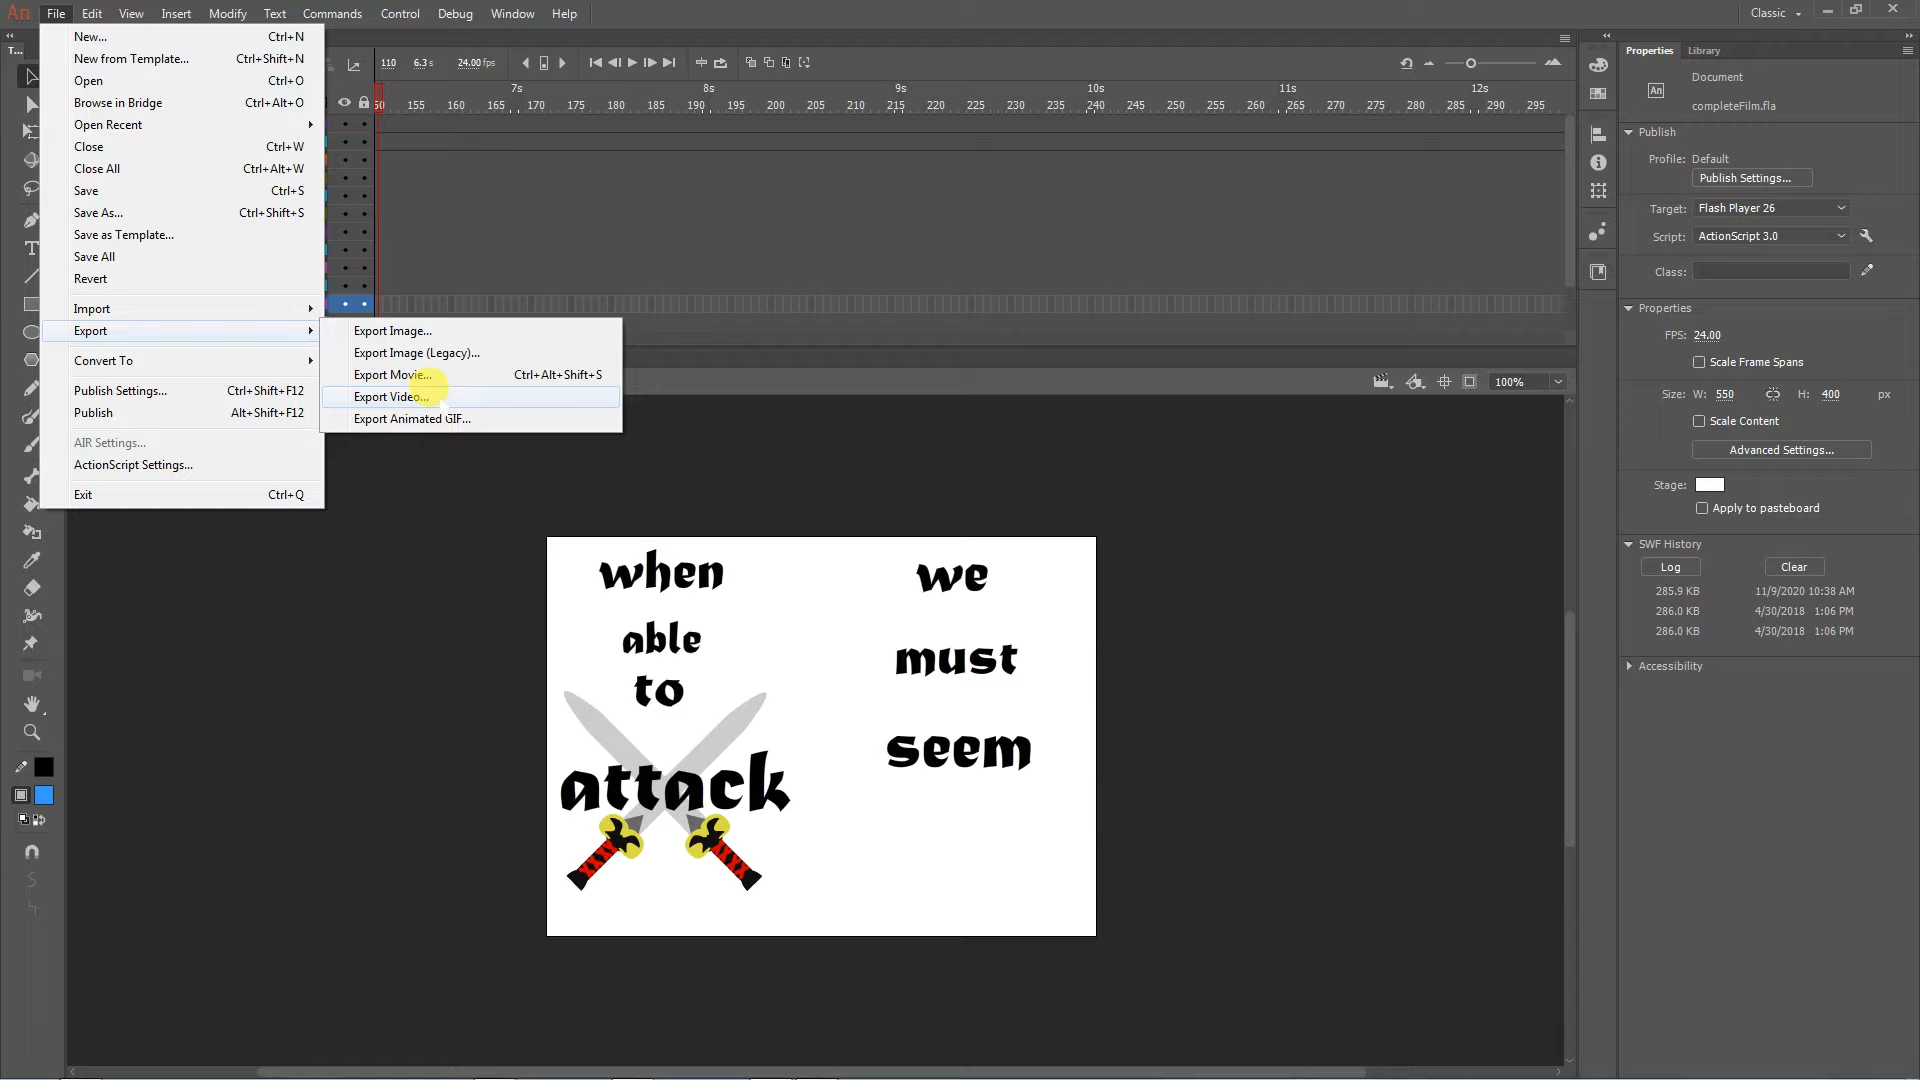 An File Edit View Insert Modify Text Commands Control Debug Window Help Classic
T...
New... Ctrl+N
New from Template... Ctrl+Shift+N
Open Ctrl+O
Browse in Bridge Ctrl+Alt+O
Open Recent
Close Ctrl+W
Close All Ctrl+Alt+W
Save Ctrl+S
Save As... Ctrl+Shift+S
Save as Template...
Save All
Revert
Import
Export
Convert To
Publish Settings... Ctrl+Shift+F12
Publish Alt+Shift+F12
AIR Settings...
ActionScript Settings...
Exit Ctrl+Q
Export Image...
Export Image (Legacy)...
Export Movie... Ctrl+Alt+Shift+S
Export Video...
Export Animated GIF...
110 6.3 s 24.00 fps
7s 8s 9s 10s 11s 12s
50 155 160 165 170 175 180 185 190 195 200 205 210 215 220 225 230 235 240 245 250 255 260 265 270 275 280 285 290 295
100%
when
we
able
must
to
seem
attack
Properties Library
An Document
completeFilm.fla
Publish
Profile: Default
Publish Settings...
Target: Flash Player 26
Script: ActionScript 3.0
Class:
Properties
FPS: 24.00
Scale Frame Spans
Size: W: 550 H: 400 px
Scale Content
Advanced Settings...
Stage:
Apply to pasteboard
SWF History
Log Clear
285.9 KB 11/9/2020 10:38 AM
286.0 KB 4/30/2018 1:06 PM
286.0 KB 4/30/2018 1:06 PM
Accessibility